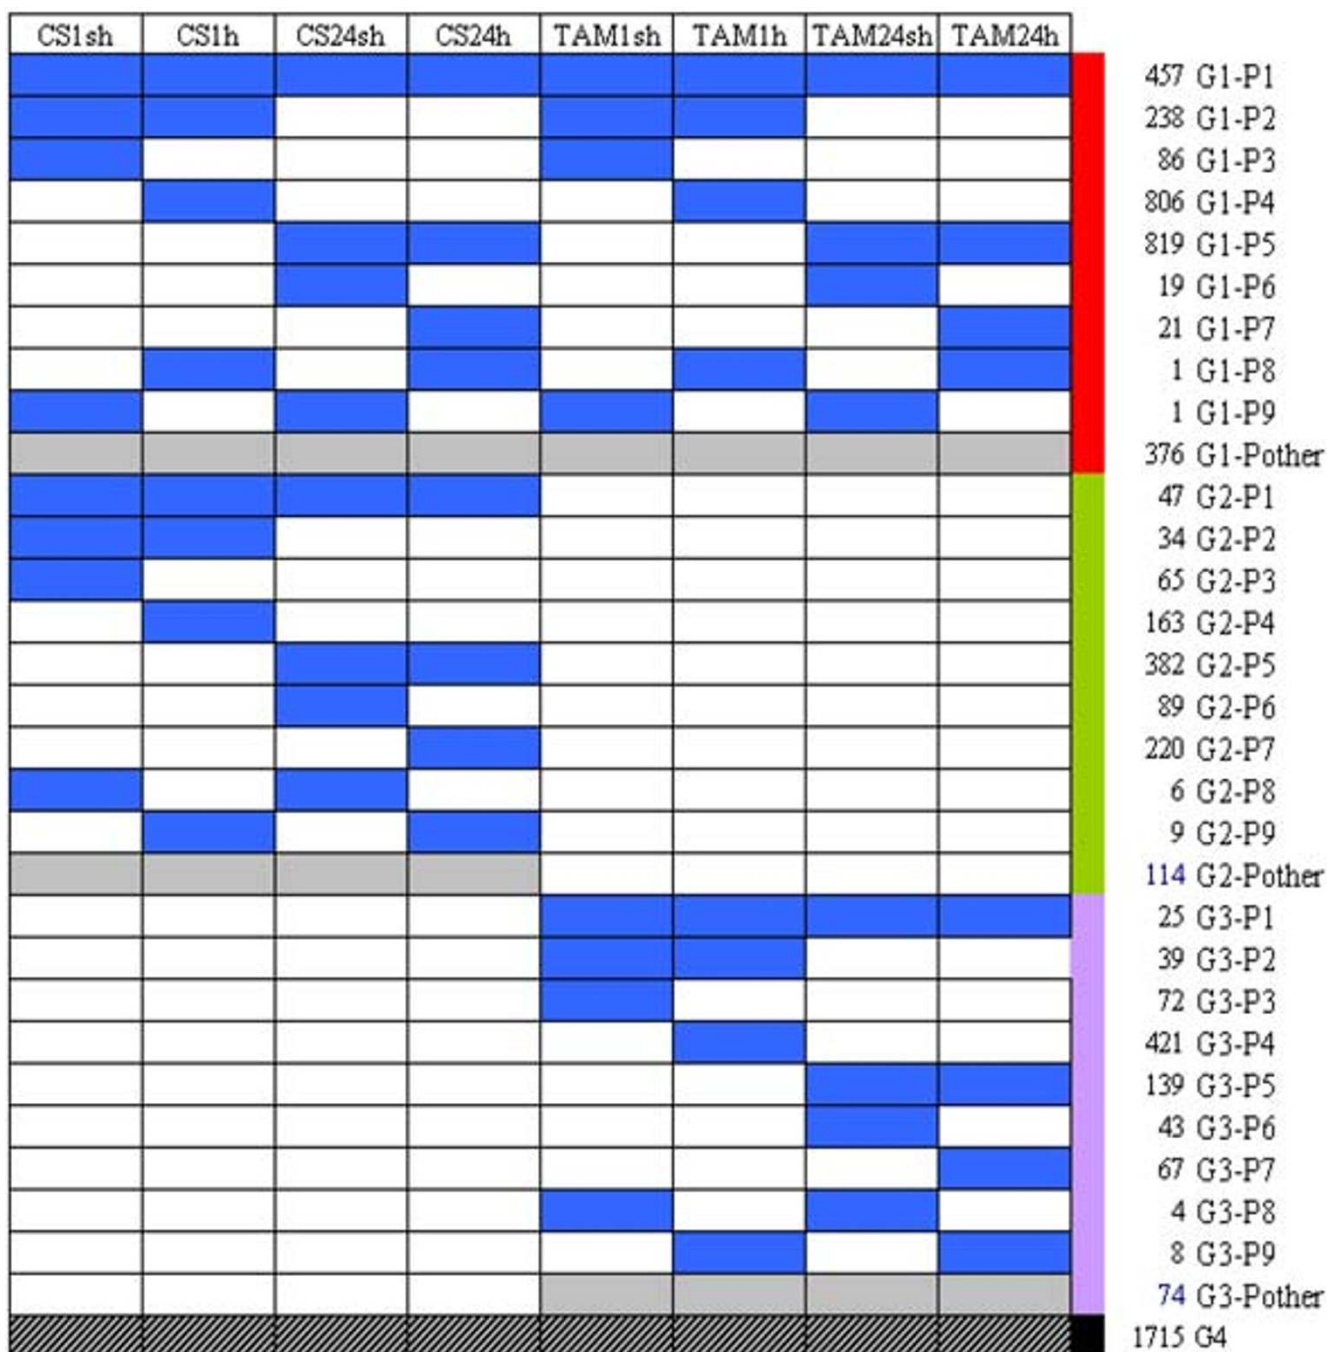 CS1sh CS1h CS24sh CS24h TAM1sh TAM1h TAM24sh TAM24h
457 G1-P1
238 G1-P2
86 G1-P3
806 G1-P4
819 G1-P5
19 G1-P6
21 G1-P7
1 G1-P8
1 G1-P9
376 G1-Pother
47 G2-P1
34 G2-P2
65 G2-P3
163 G2-P4
382 G2-P5
89 G2-P6
220 G2-P7
6 G2-P8
9 G2-P9
114 G2-Pother
25 G3-P1
39 G3-P2
72 G3-P3
421 G3-P4
139 G3-P5
43 G3-P6
67 G3-P7
4 G3-P8
8 G3-P9
74 G3-Pother
1715 G4